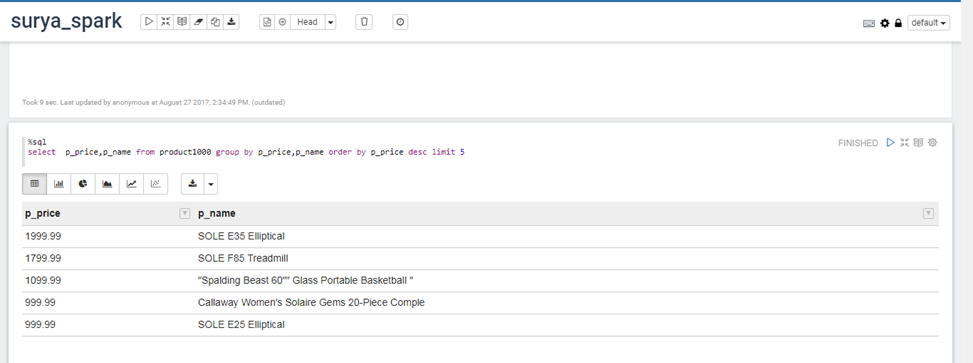 surya_spark Head default
Took 9 sec. Last updated by anonymous at August 27 2017, 2:34:49 PM. (outdated)
%sql
select  p_price,p_name from product1000 group by p_price,p_name order by p_price desc limit 5
FINISHED
p_price p_name
1999.99 SOLE E35 Elliptical
1799.99 SOLE F85 Treadmill
1099.99 "Spalding Beast 60"" Glass Portable Basketball "
999.99 Callaway Women's Solaire Gems 20-Piece Comple
999.99 SOLE E25 Elliptical